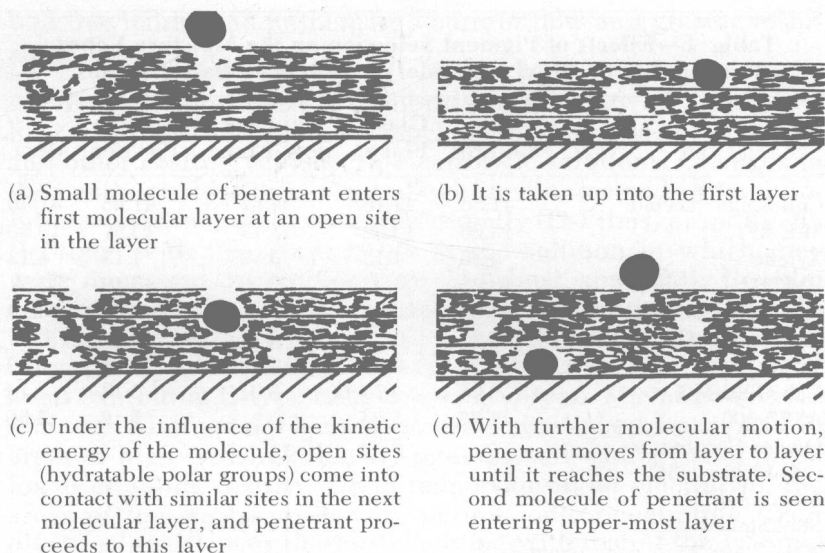 (a) Small molecule of penetrant enters
first molecular layer at an open site
in the layer
(b) It is taken up into the first layer
(c) Under the influence of the kinetic
energy of the molecule, open sites
(hydratable polar groups) come into
contact with similar sites in the next
molecular layer, and penetrant pro-
ceeds to this layer
(d) With further molecular motion,
penetrant moves from layer to layer
until it reaches the substrate. Sec-
ond molecule of penetrant is seen
entering upper-most layer